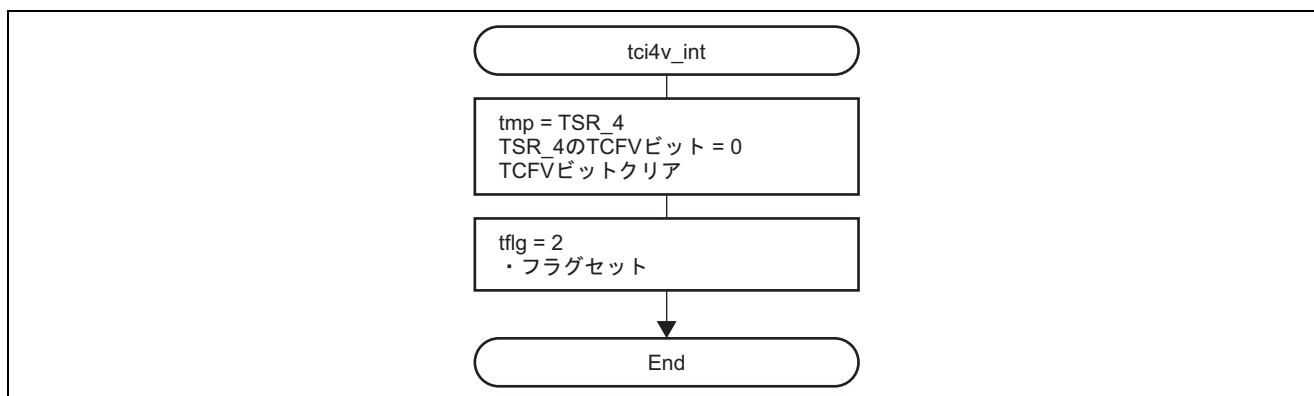 tci4v_int
tmp = TSR_4
TSR_4のTCFVビット = 0
TCFVビットクリア
tflg = 2
・フラグセット
End